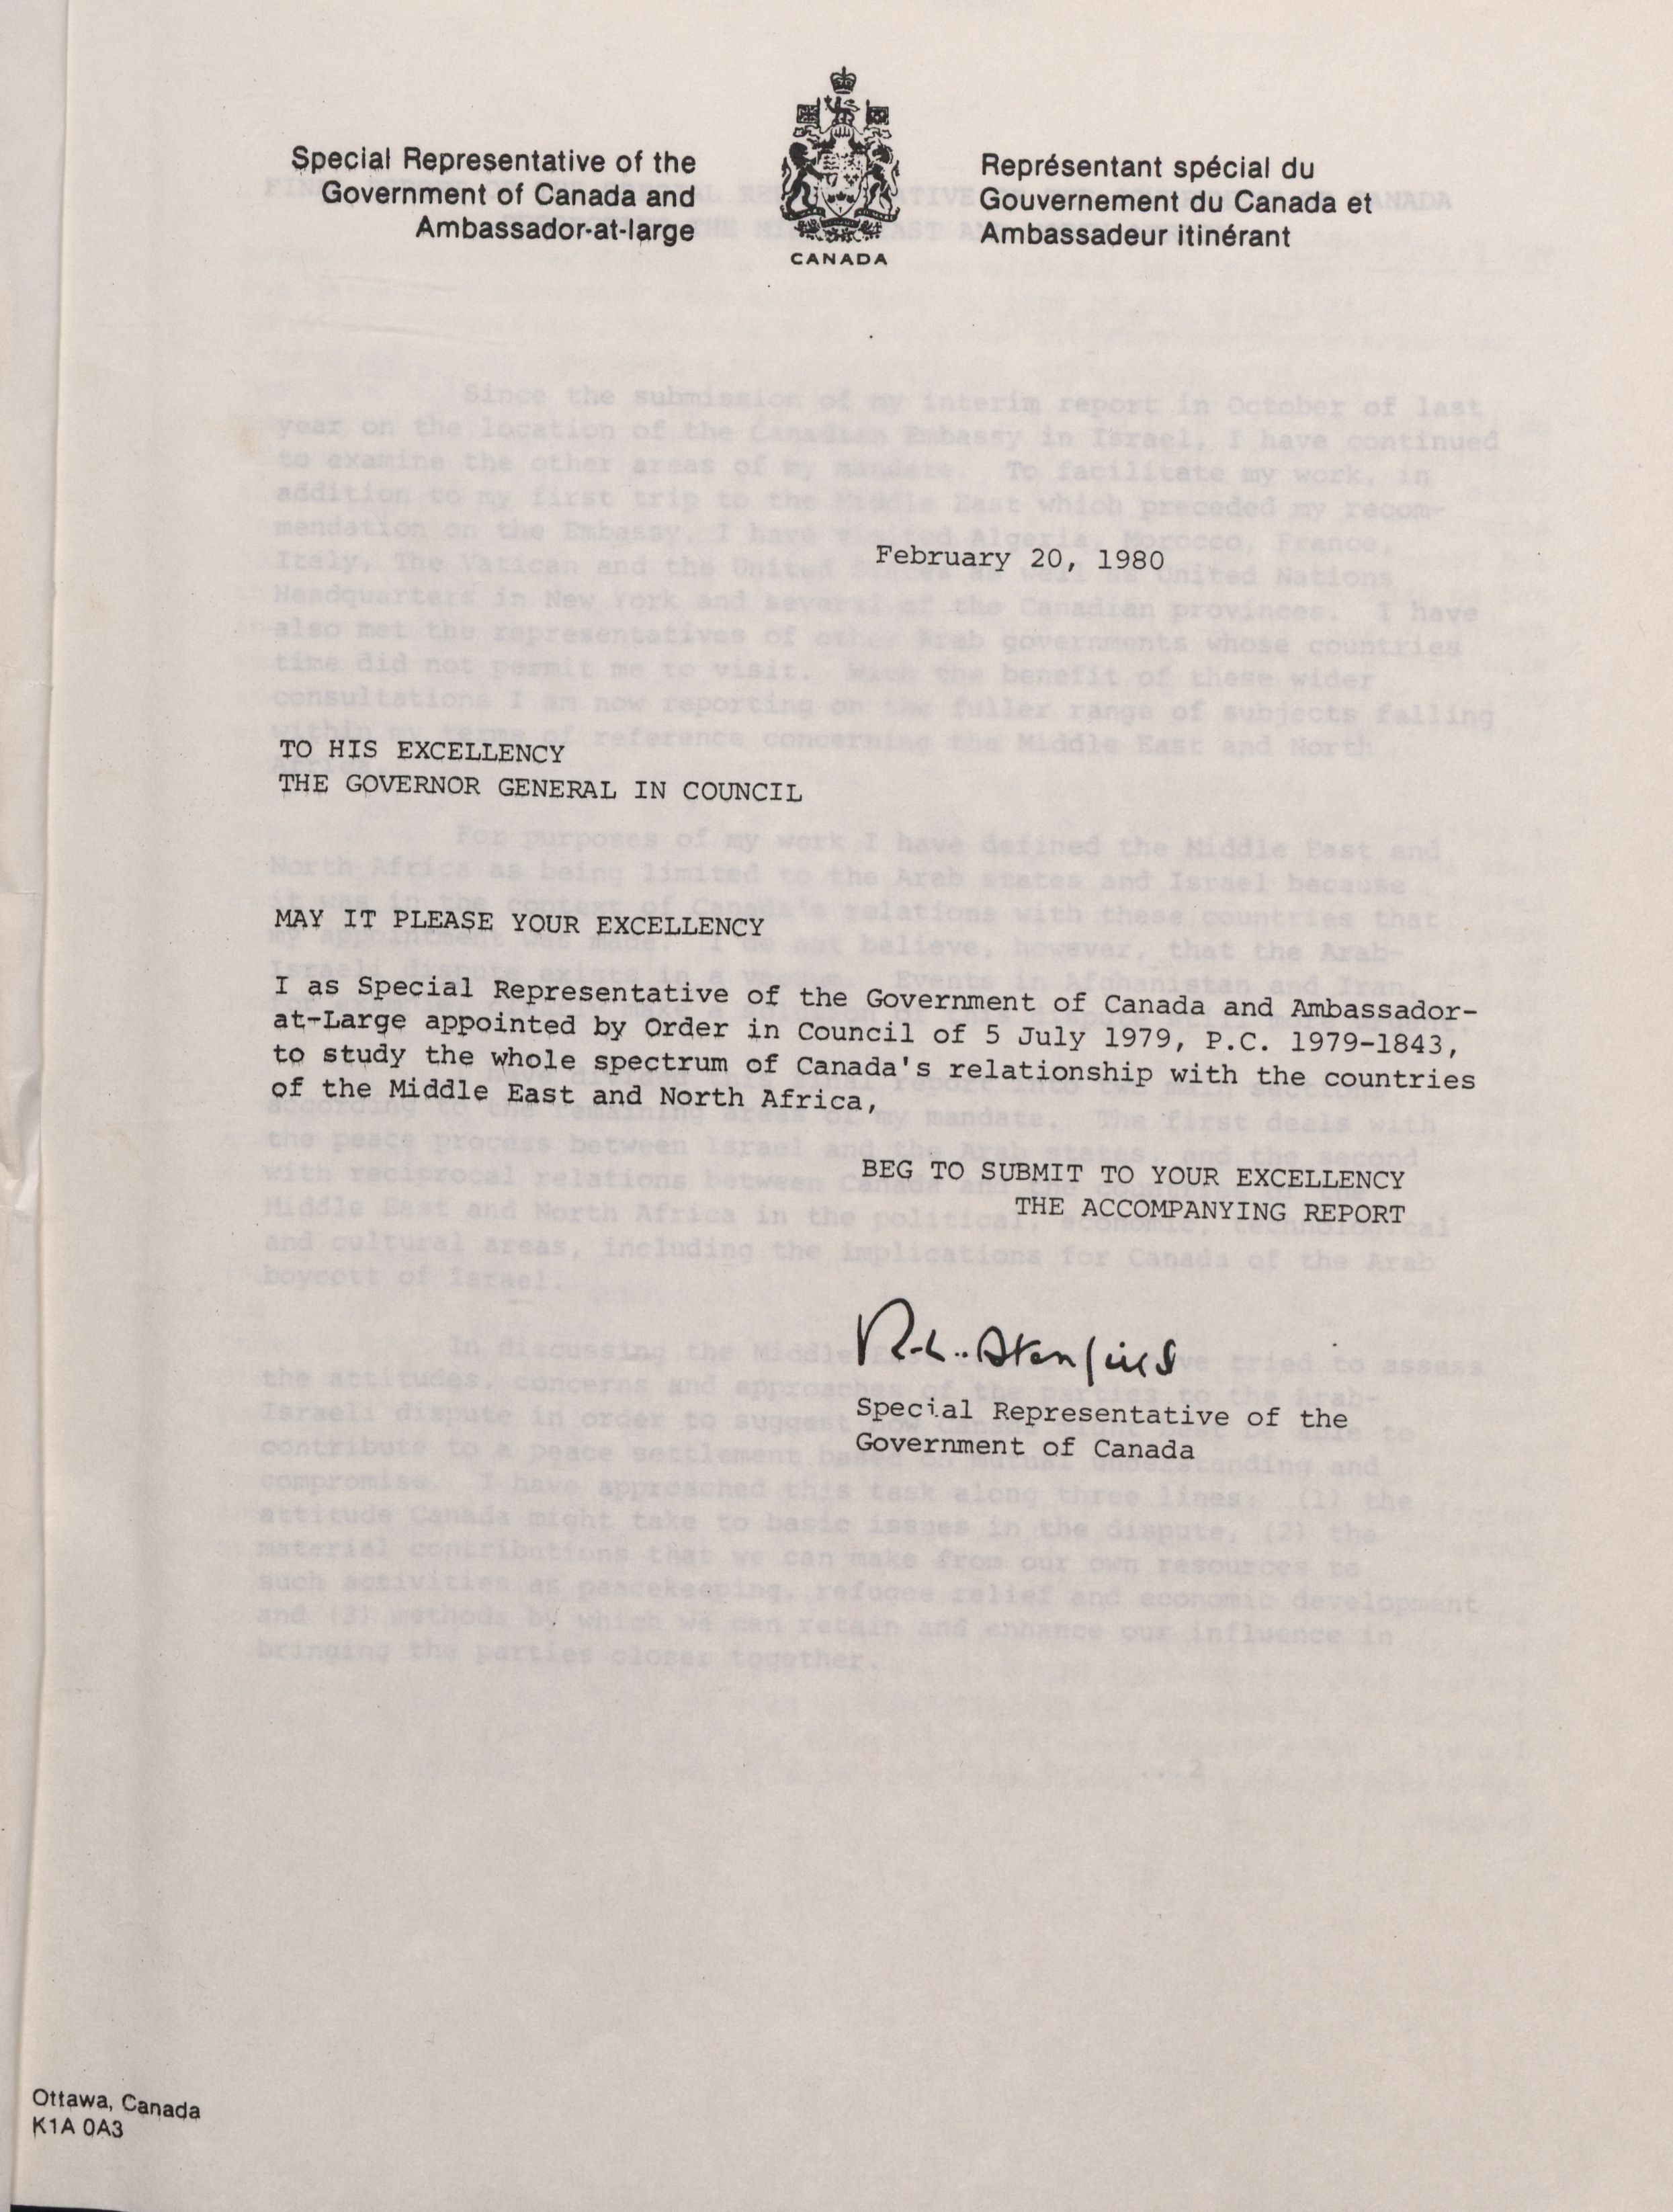 Special Representative of the
Government of Canada and
Ambassador-at-large
CANADA
Représentant spécial du
Gouvernement du Canada et
Ambassadeur itinérant
February 20, 1980
TO HIS EXCELLENCY
THE GOVERNOR GENERAL IN COUNCIL
MAY IT PLEASE YOUR EXCELLENCY
I as Special Representative of the Government of Canada and Ambassador-
at-Large appointed by Order in Council of 5 July 1979, P.C. 1979-1843,
to study the whole spectrum of Canada's relationship with the countries
of the Middle East and North Africa,
BEG TO SUBMIT TO YOUR EXCELLENCY
THE ACCOMPANYING REPORT
R.L. Stanfield
Special Representative of the
Government of Canada
Ottawa, Canada
K1A 0A3